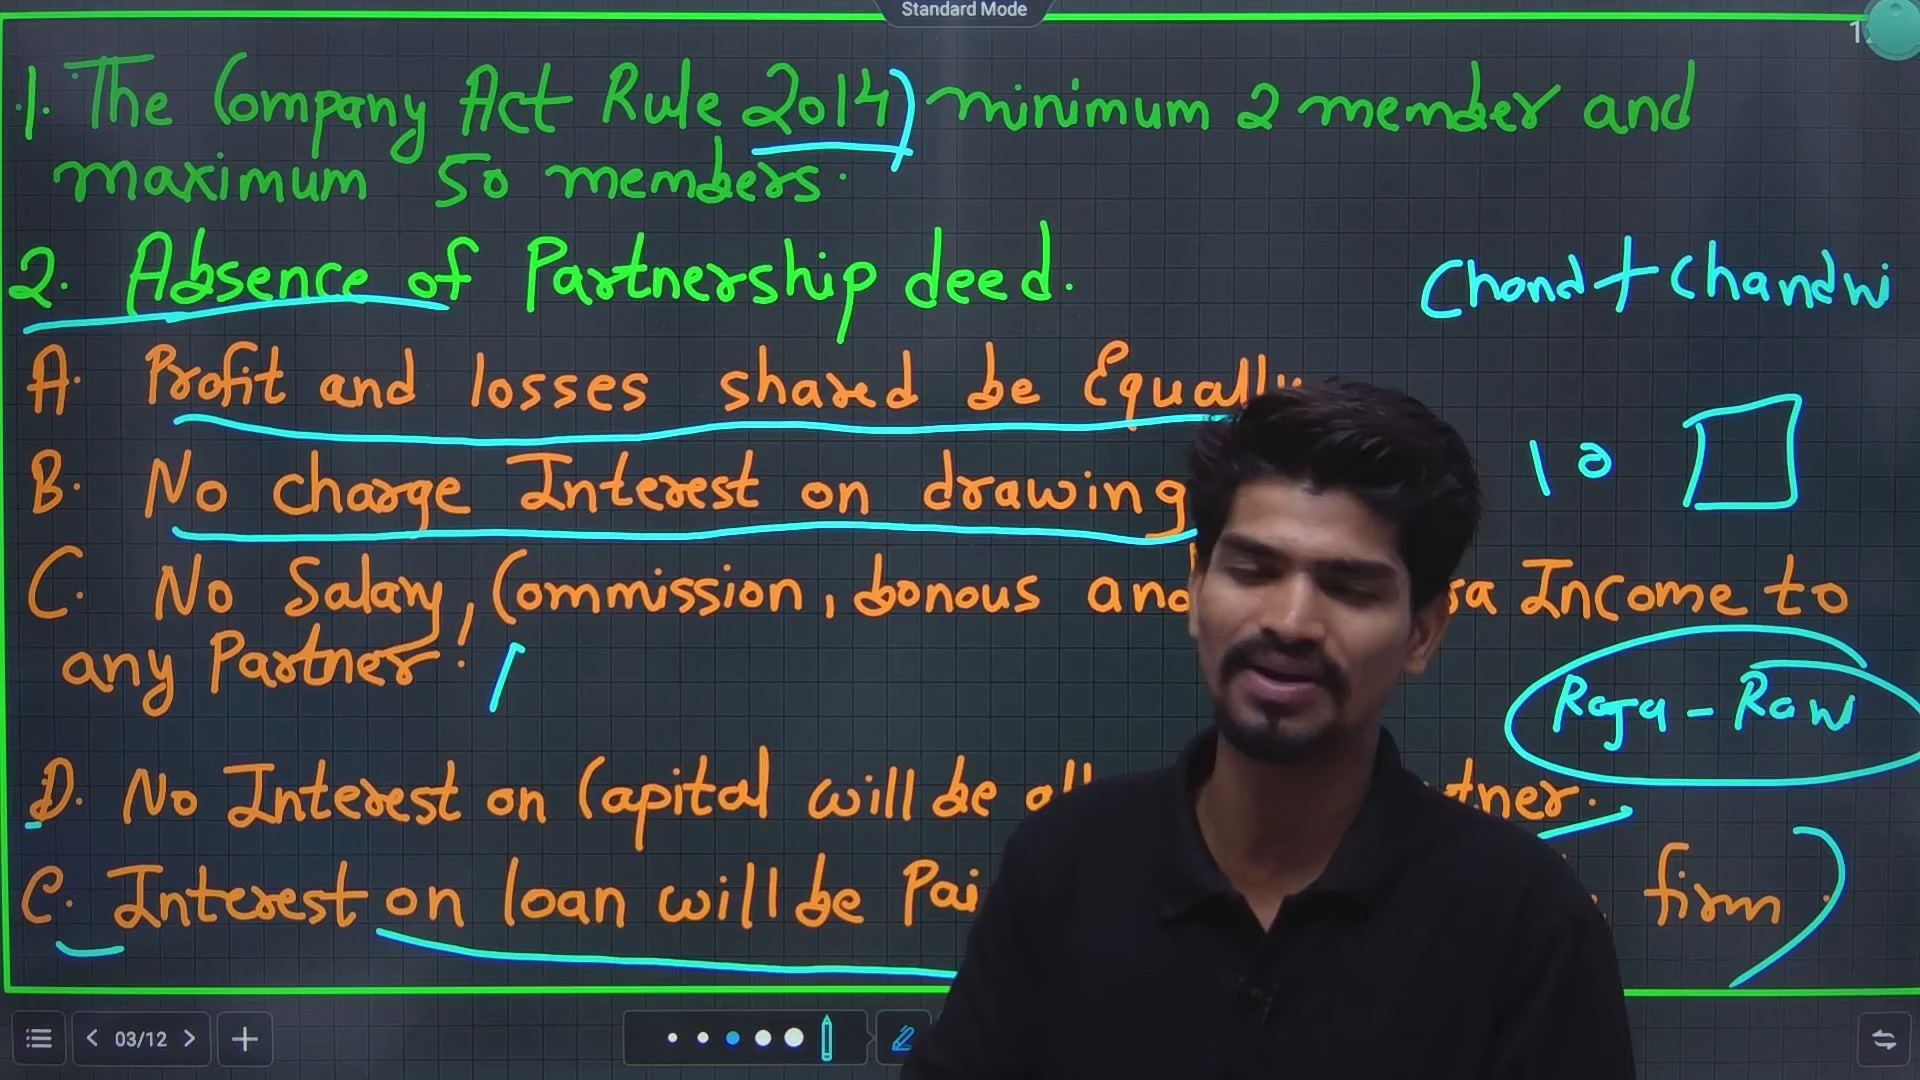 Standard Mode
1. The Company Act Rule 2014) minimum 2 member and
maximum 50 members.
2. Absence of Partnership deed.
Chand + Chandni
A. Profit and losses shared be Equally
10
B. No charge Interest on drawing
C. No Salary, Commission, bonous and Income to
any Partner!
Raja - Ran
D. No Interest on Capital will be
C. Interest on loan will be firm.
03/12